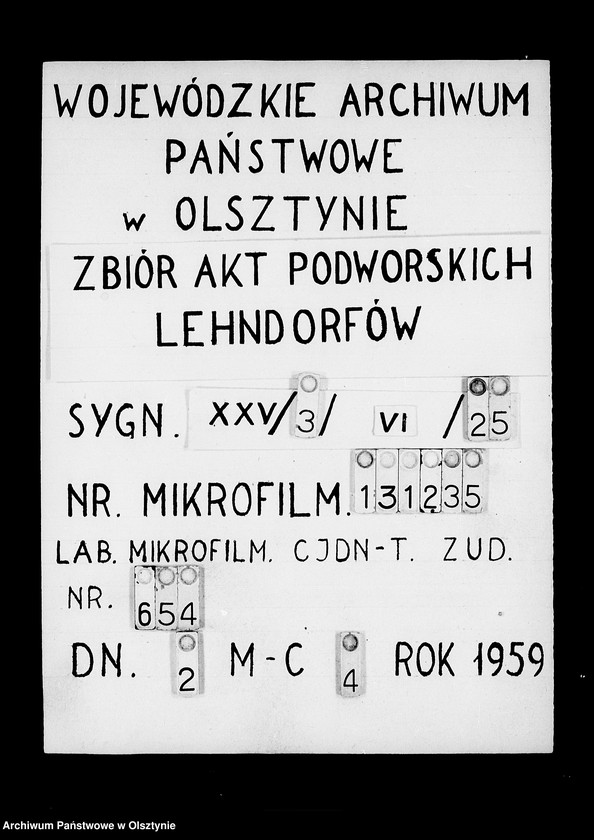 WOJEWÓDZKIE ARCHIWUM
PAŃSTWOWE
w OLSZTYNIE
ZBIÓR AKT PODWORSKICH
LEHNDORFÓW
SYGN. XXV/3/ VI /25
NR. MIKROFILM. 131235
LAB. MIKROFILM. CJDN-T. ZUD.
NR. 654
DN. 2 M-C 4 ROK 1959
Archiwum Państwowe w Olsztynie